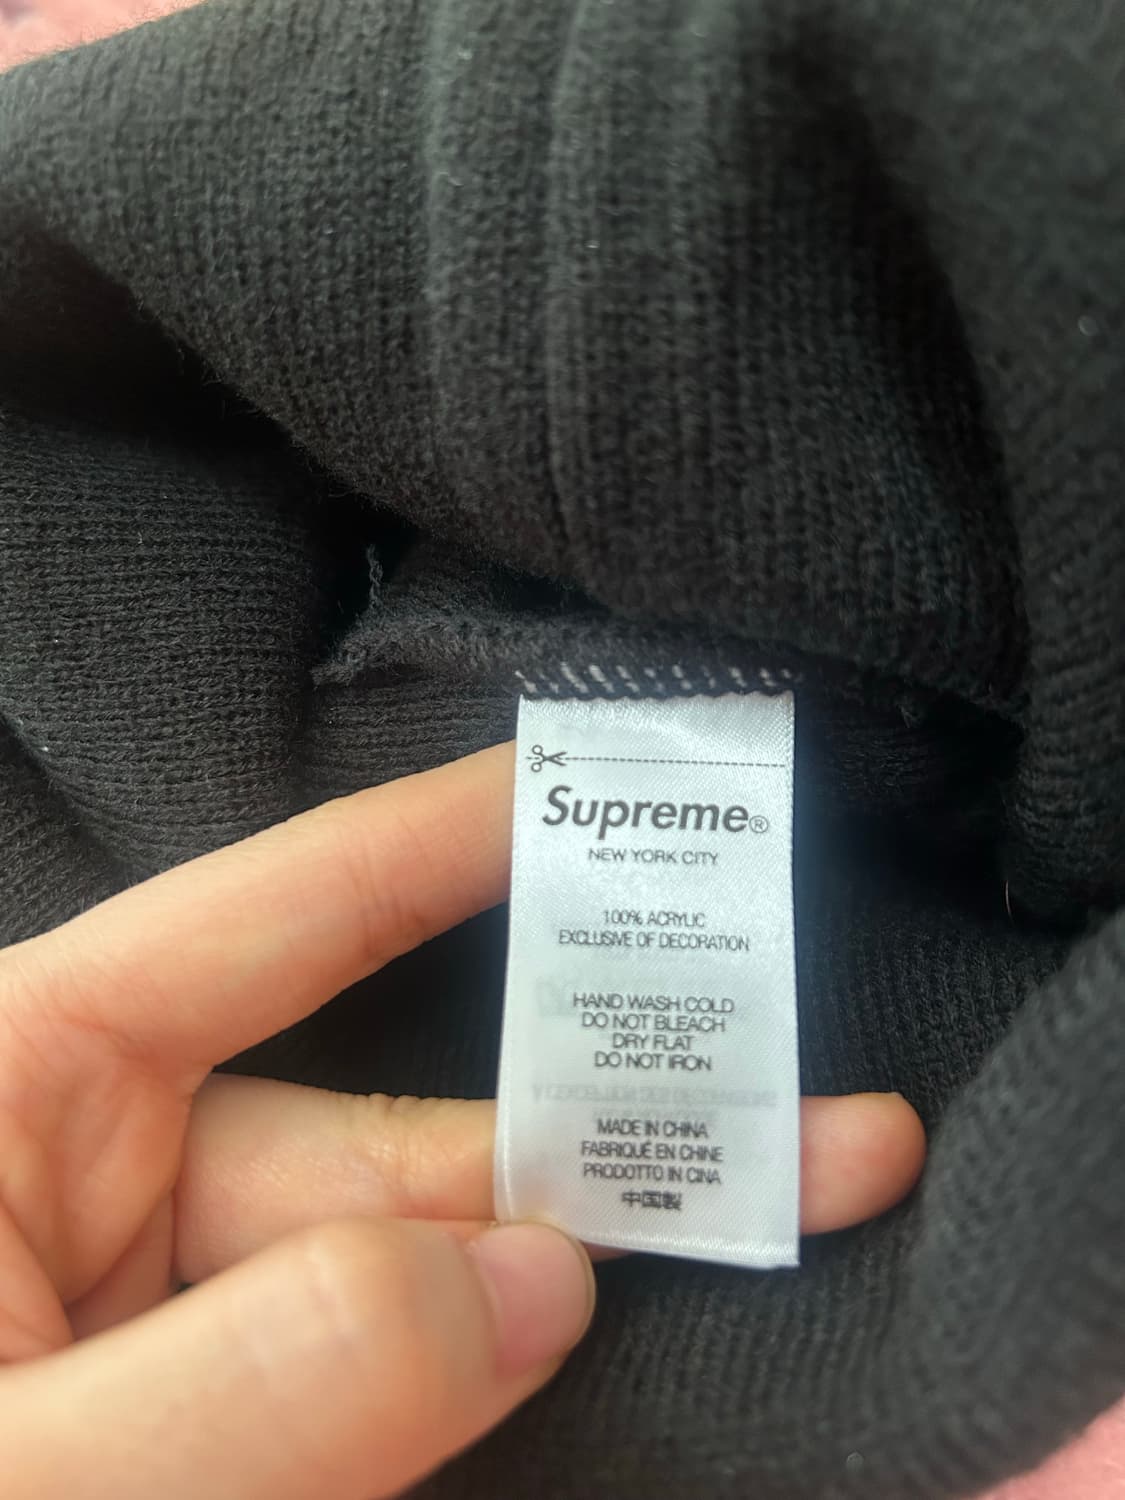 Supreme®
NEW YORK CITY
100% ACRYLIC
EXCLUSIVE OF DECORATION
HAND WASH COLD
DO NOT BLEACH
DRY FLAT
DO NOT IRON
MADE IN CHINA
FABRIQUÉ EN CHINE
PRODOTTO IN CINA
中国製